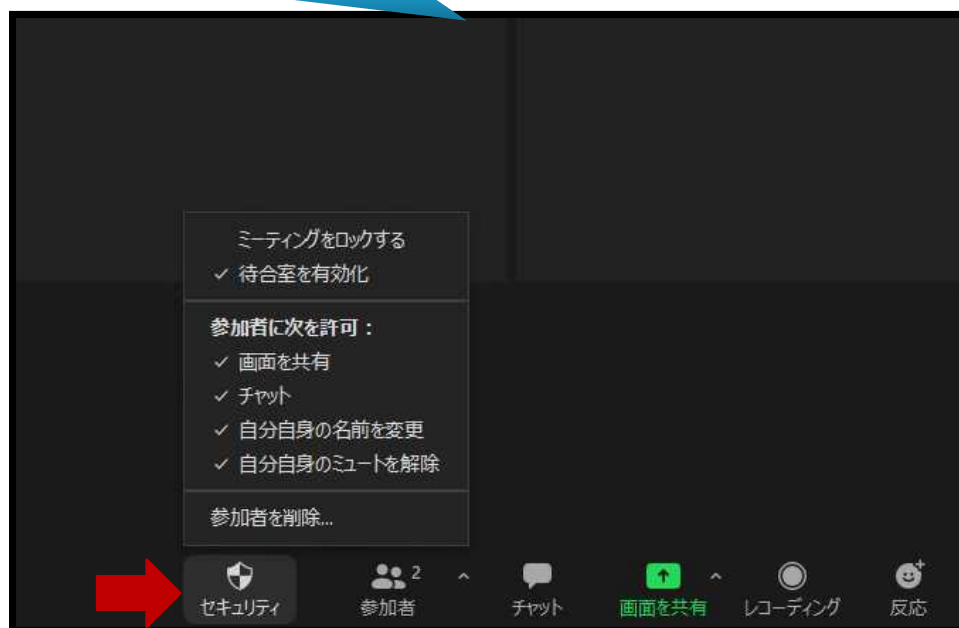 ミーティングをロックする
✓ 待合室を有効化
参加者に次を許可：
✓ 画面を共有
✓ チャット
✓ 自分自身の名前を変更
✓ 自分自身のミュートを解除
参加者を削除...
セキュリティ
2
参加者
チャット
画面を共有
レコーディング
反応